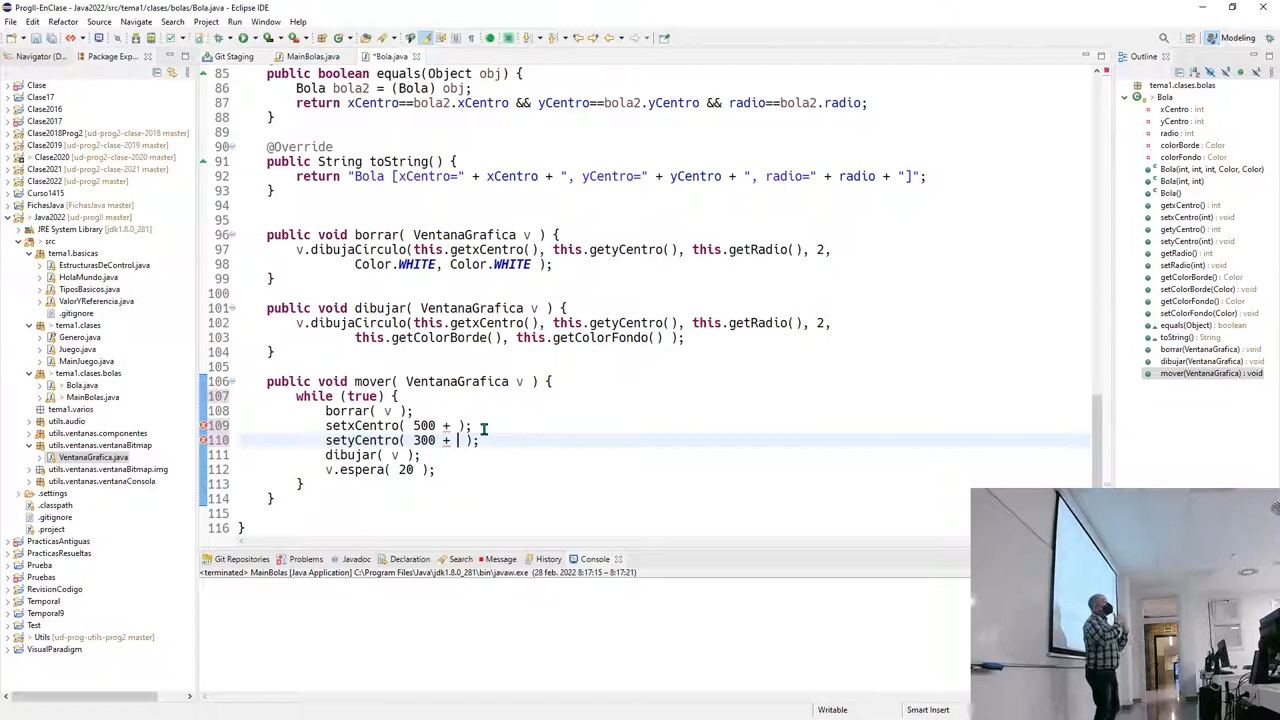 ProgII-EnClase - Java2022/src/tema1/clases/bolas/Bola.java - Eclipse IDE
File Edit Refactor Source Navigate Search Project Run Window Help
Modeling
Navigator (D...
Package Exp...
Git Staging
MainBolas.java
*Bola.java
Outline
Clase
Clase17
Clase2016
Clase2017
Clase2018Prog2 [ud-prog2-clase-2018 master]
Clase2019 [ud-prog2-clase-2019 master]
Clase2020 [ud-prog2-clase-2020 master]
Clase2021 [ud-prog2-clase-2021 master]
Clase2022 [ud-prog2-clase-2022 master]
Curso1415
FichasJava [FichasJava master]
Java2022 [ud-progII master]
JRE System Library [jdk1.8.0_281]
src
tema1.basicas
EstructurasDeControl.java
HolaMundo.java
TiposBasicos.java
ValorYReferencia.java
.gitignore
tema1.clases
Genero.java
Juego.java
MainJuego.java
tema1.clases.bolas
Bola.java
MainBolas.java
tema1.varios
utils.audio
utils.ventanas.componentes
utils.ventanas.ventanaBitmap
VentanaGrafica.java
utils.ventanas.ventanaBitmap.img
utils.ventanas.ventanaConsola
.settings
.classpath
.gitignore
.project
PracticasAntiguas
PracticasResueltas
Prueba
Pruebas
RevisionCodigo
Temporal
Temporal9
Test
Utils [ud-prog-utils-prog2 master]
VentanaParadigm
85 public boolean equals(Object obj) {
86 Bola bola2 = (Bola) obj;
87 return xCentro==bola2.xCentro && yCentro==bola2.yCentro && radio==bola2.radio;
88 }
89
90 @Override
91 public String toString() {
92 return "Bola [xCentro=" + xCentro + ", yCentro=" + yCentro + ", radio=" + radio + "]";
93 }
94
95
96 public void borrar( VentanaGrafica v ) {
97 v.dibujaCirculo(this.getxCentro(), this.getyCentro(), this.getRadio(), 2,
98 Color.WHITE, Color.WHITE );
99 }
100
101 public void dibujar( VentanaGrafica v ) {
102 v.dibujaCirculo(this.getxCentro(), this.getyCentro(), this.getRadio(), 2,
103 this.getColorBorde(), this.getColorFondo() );
104 }
105
106 public void mover( VentanaGrafica v ) {
107 while (true) {
108 borrar( v );
109 setxCentro( 500 + );
110 setyCentro( 300 + );
111 dibujar( v );
112 v.espera( 20 );
113 }
114 }
115
116 }
tema1.clases.bolas
Bola
xCentro : int
yCentro : int
radio : int
colorBorde : Color
colorFondo : Color
Bola(int, int, int, Color, Color)
Bola(int, int)
Bola()
getxCentro() : int
setxCentro(int) : void
getyCentro() : int
setyCentro(int) : void
getRadio() : int
setRadio(int) : void
getColorBorde() : Color
setColorBorde(Color) : void
getColorFondo() : Color
setColorFondo(Color) : void
equals(Object) : boolean
toString() : String
borrar(VentanaGrafica) : void
dibujar(VentanaGrafica) : void
mover(VentanaGrafica) : void
Git Repositories
Problems
Javadoc
Declaration
Search
Message
History
Console
<terminated> MainBolas [Java Application] C:\Program Files\Java\jdk1.8.0_281\bin\javaw.exe (28 feb. 2022 8:17:15 – 8:17:21)
Writable
Smart Insert